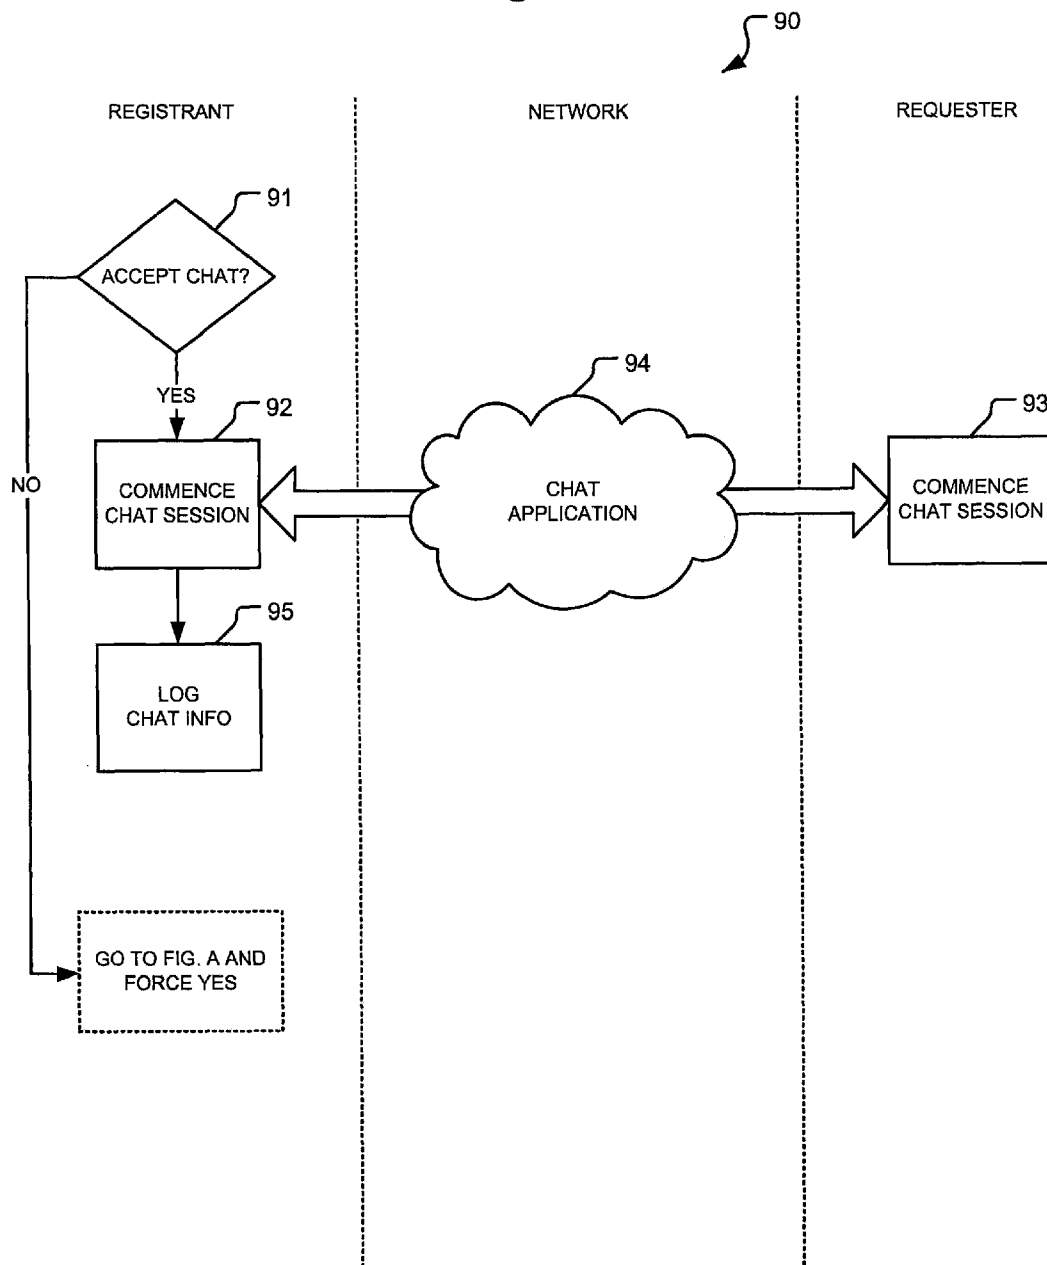 90
REGISTRANT
NETWORK
REQUESTER
91
ACCEPT CHAT?
YES
NO
92
COMMENCE
CHAT SESSION
94
CHAT
APPLICATION
93
COMMENCE
CHAT SESSION
95
LOG
CHAT INFO
GO TO FIG. A AND
FORCE YES